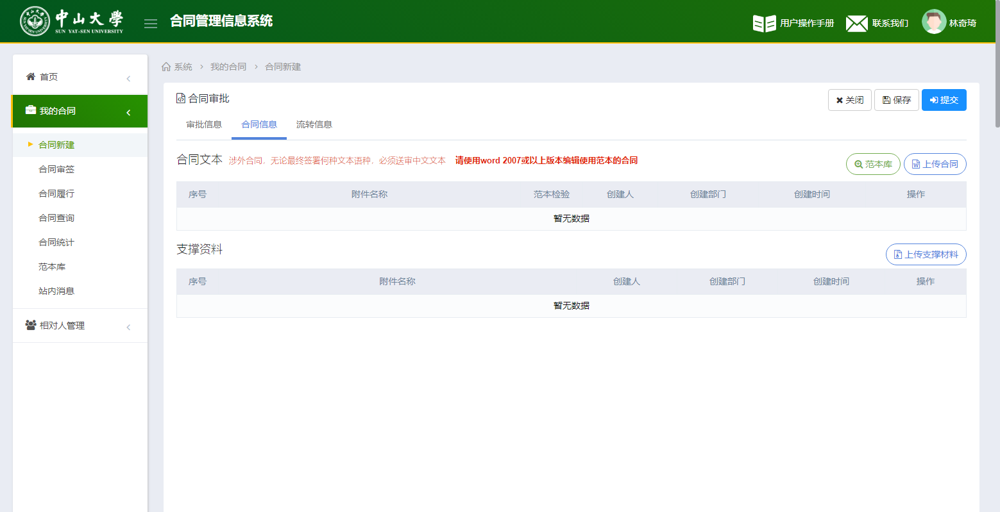 中山大学
SUN YAT-SEN UNIVERSITY
合同管理信息系统
用户操作手册
联系我们
林奇琦
首页
我的合同
合同新建
合同审签
合同履行
合同查询
合同统计
范本库
站内消息
相对人管理
系统 › 我的合同 › 合同新建
合同审批
关闭 保存 提交
审批信息 合同信息 流转信息
合同文本 涉外合同，无论最终签署何种文本语种，必须送审中文文本 请使用word 2007或以上版本编辑使用范本的合同
范本库 上传合同
序号 附件名称 范本检验 创建人 创建部门 创建时间 操作
暂无数据
支撑资料
上传支撑材料
序号 附件名称 创建人 创建部门 创建时间 操作
暂无数据